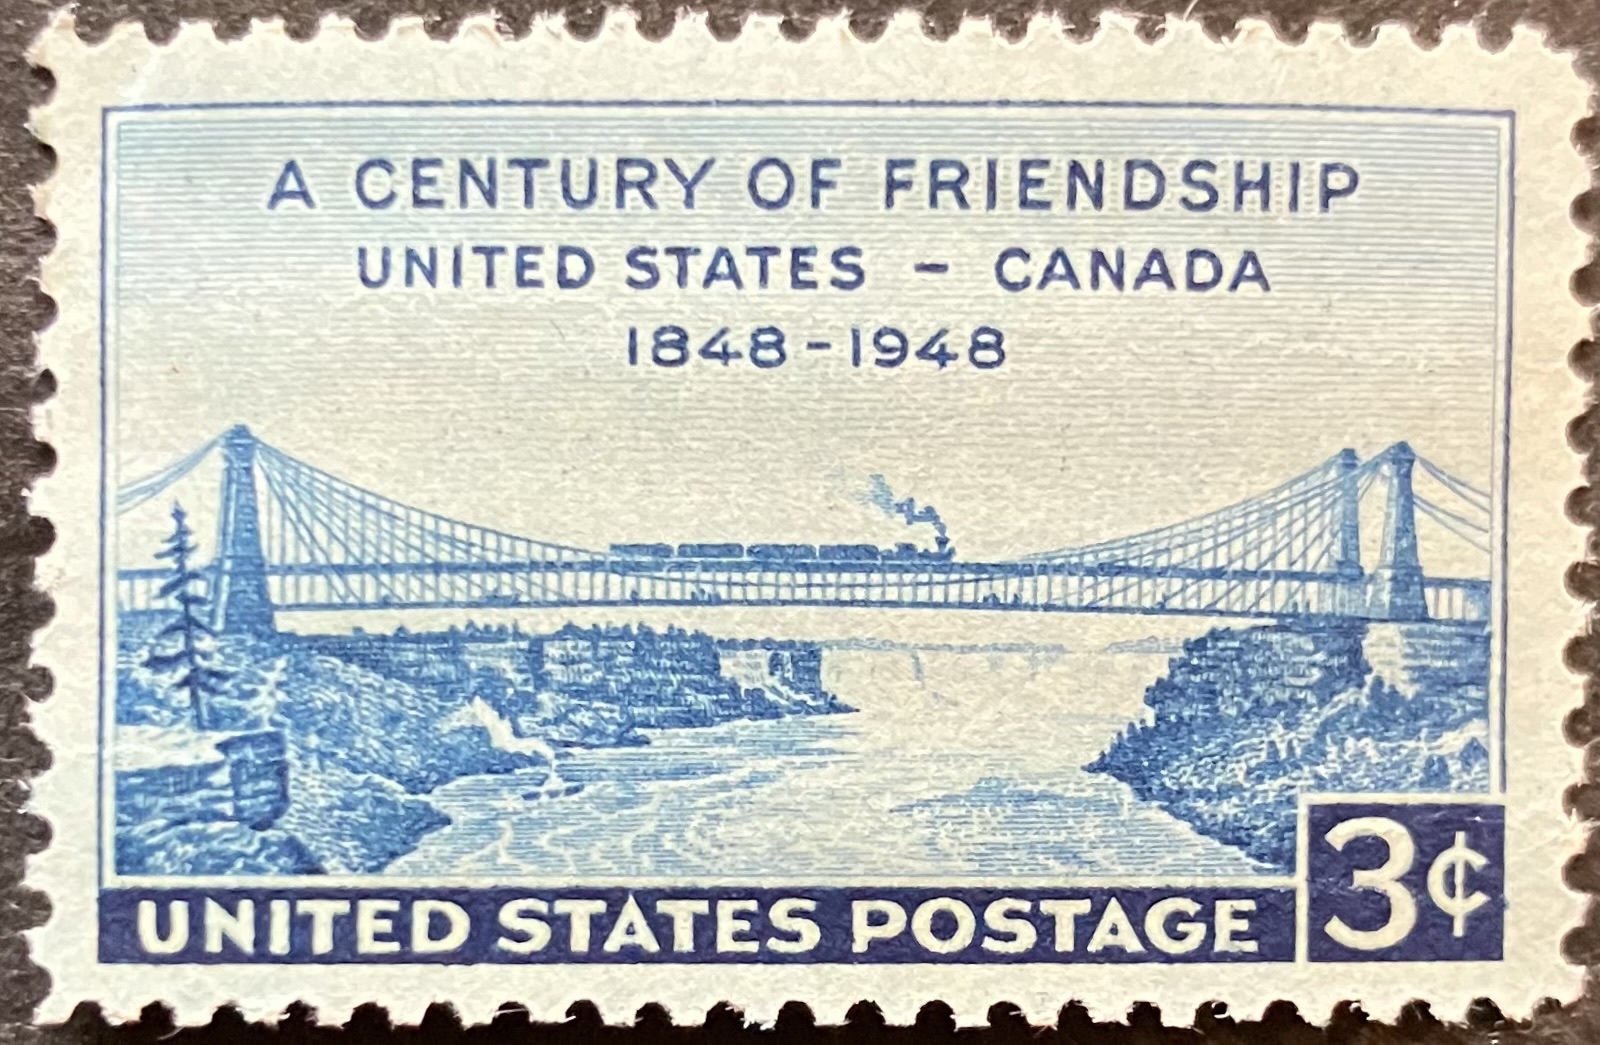 A CENTURY OF FRIENDSHIP
UNITED STATES - CANADA
1848-1948
3¢
UNITED STATES POSTAGE